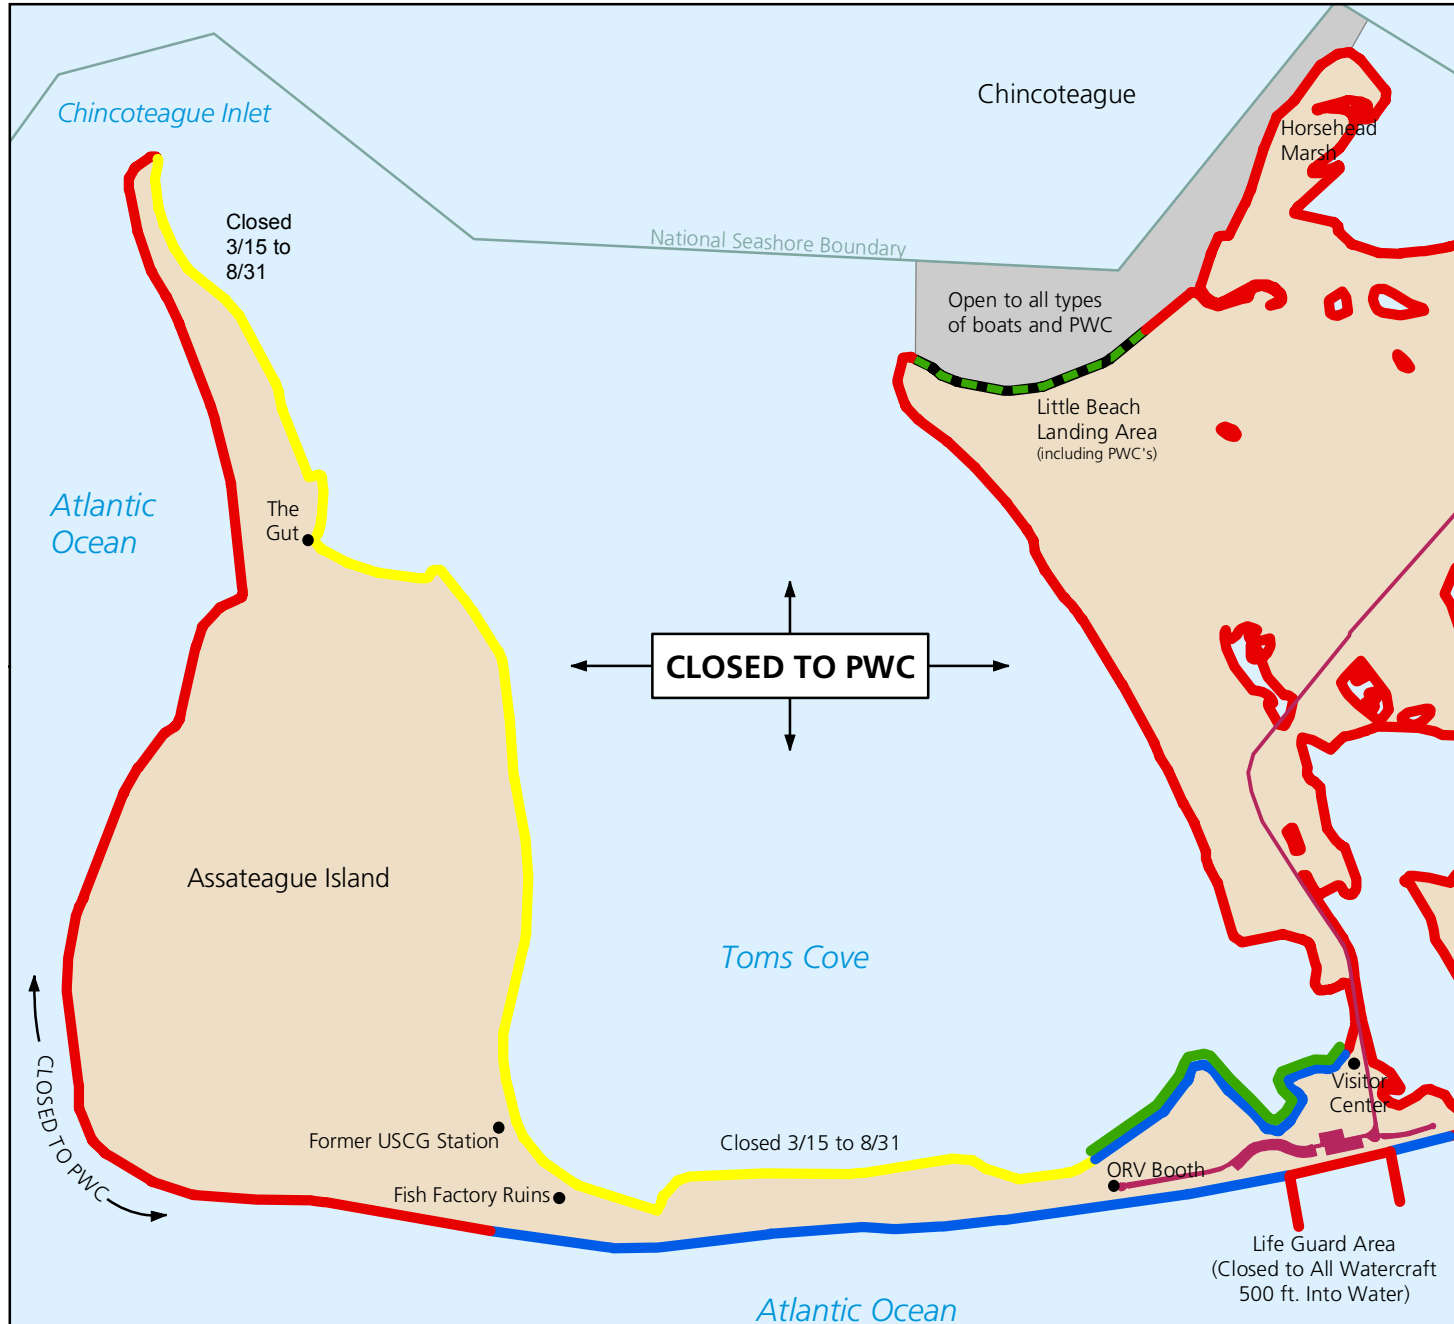 Chincoteague
Chincoteague Inlet
Horsehead
Marsh
Closed
3/15 to
8/31
National Seashore Boundary
Open to all types
of boats and PWC
Little Beach
Landing Area
(including PWC's)
Atlantic
Ocean
The
Gut
CLOSED TO PWC
Assateague Island
Toms Cove
CLOSED TO PWC
Visitor
Center
Former USCG Station
Closed 3/15 to 8/31
ORV Booth
Fish Factory Ruins
Life Guard Area
(Closed to All Watercraft
500 ft. Into Water)
Atlantic Ocean